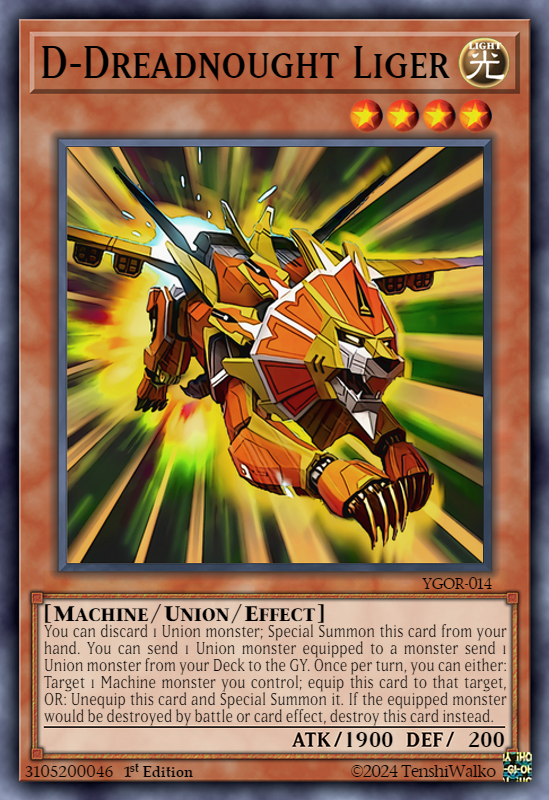 D-Dreadnought Liger
LIGHT
光
YGOR-014
[Machine/Union/Effect]
You can discard 1 Union monster; Special Summon this card from your
hand. You can send 1 Union monster equipped to a monster send 1
Union monster from your Deck to the GY. Once per turn, you can either:
Target 1 Machine monster you control; equip this card to that target,
OR: Unequip this card and Special Summon it. If the equipped monster
would be destroyed by battle or card effect, destroy this card instead.
ATK/1900 DEF/ 200
3105200046 1st Edition ©2024 TenshiWalko